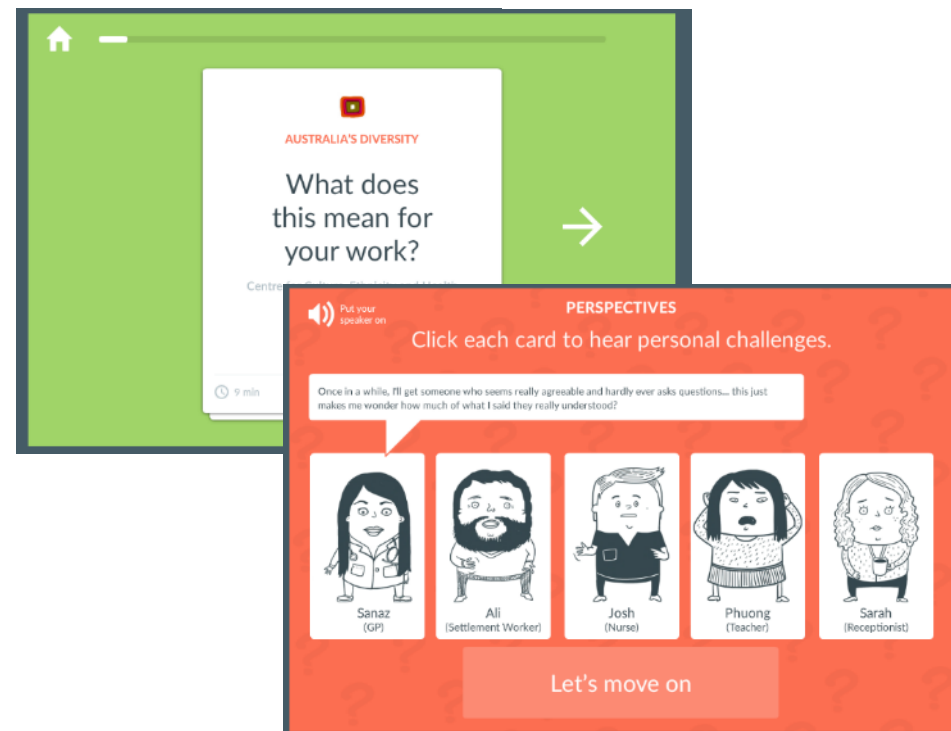 AUSTRALIA'S DIVERSITY
What does
this mean for
your work?
Centre
9 min
Put your
speaker on
PERSPECTIVES
Click each card to hear personal challenges.
Once in a while, I'll get someone who seems really agreeable and hardly ever asks questions... this just
makes me wonder how much of what I said they really understood?
Sanaz
(GP)
Ali
(Settlement Worker)
Josh
(Nurse)
Phuong
(Teacher)
Sarah
(Receptionist)
Let's move on